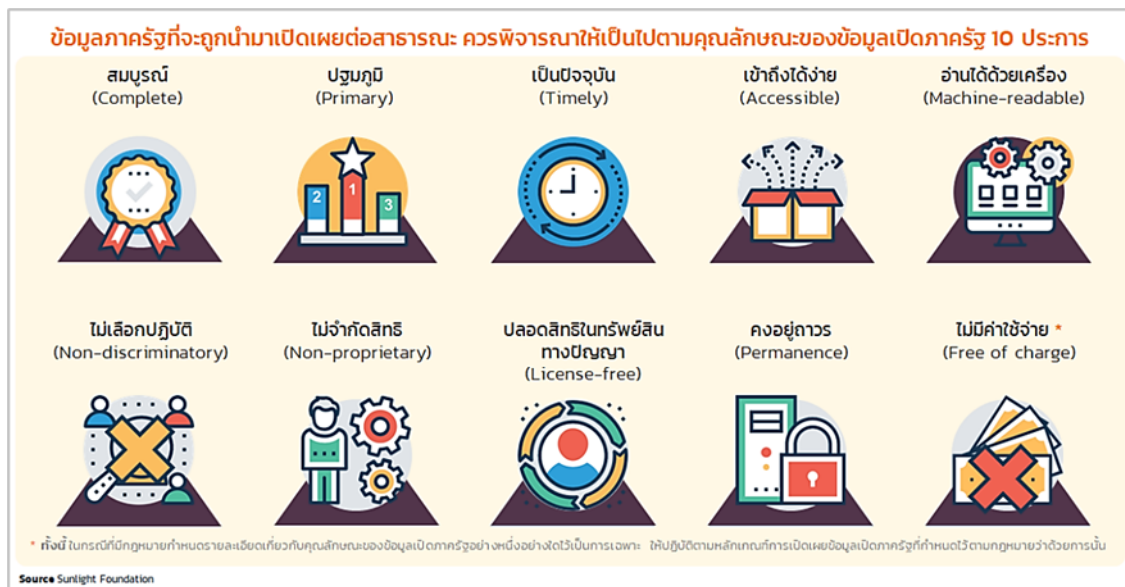 ข้อมูลภาครัฐที่จะถูกนำมาเปิดเผยต่อสาธารณะ ควรพิจารณาให้เป็นไปตามคุณลักษณะของข้อมูลเปิดภาครัฐ 10 ประการ
สมบูรณ์
(Complete)
ปฐมภูมิ
(Primary)
เป็นปัจจุบัน
(Timely)
เข้าถึงได้ง่าย
(Accessible)
อ่านได้ด้วยเครื่อง
(Machine-readable)
2
1
3
ไม่เลือกปฏิบัติ
(Non-discriminatory)
ไม่จำกัดสิทธิ
(Non-proprietary)
ปลอดสิทธิในทรัพย์สิน
ทางปัญญา
(License-free)
คงอยู่ถาวร
(Permanence)
ไม่มีค่าใช้จ่าย *
(Free of charge)
* ทั้งนี้ ในกรณีที่มีกฎหมายกำหนดรายละเอียดเกี่ยวกับคุณลักษณะของข้อมูลเปิดภาครัฐอย่างหนึ่งอย่างใดไว้เป็นการเฉพาะ ให้ปฏิบัติตามหลักเกณฑ์การเปิดเผยข้อมูลเปิดภาครัฐที่กำหนดไว้ตามกฎหมายว่าด้วยการนั้น
Source Sunlight Foundation